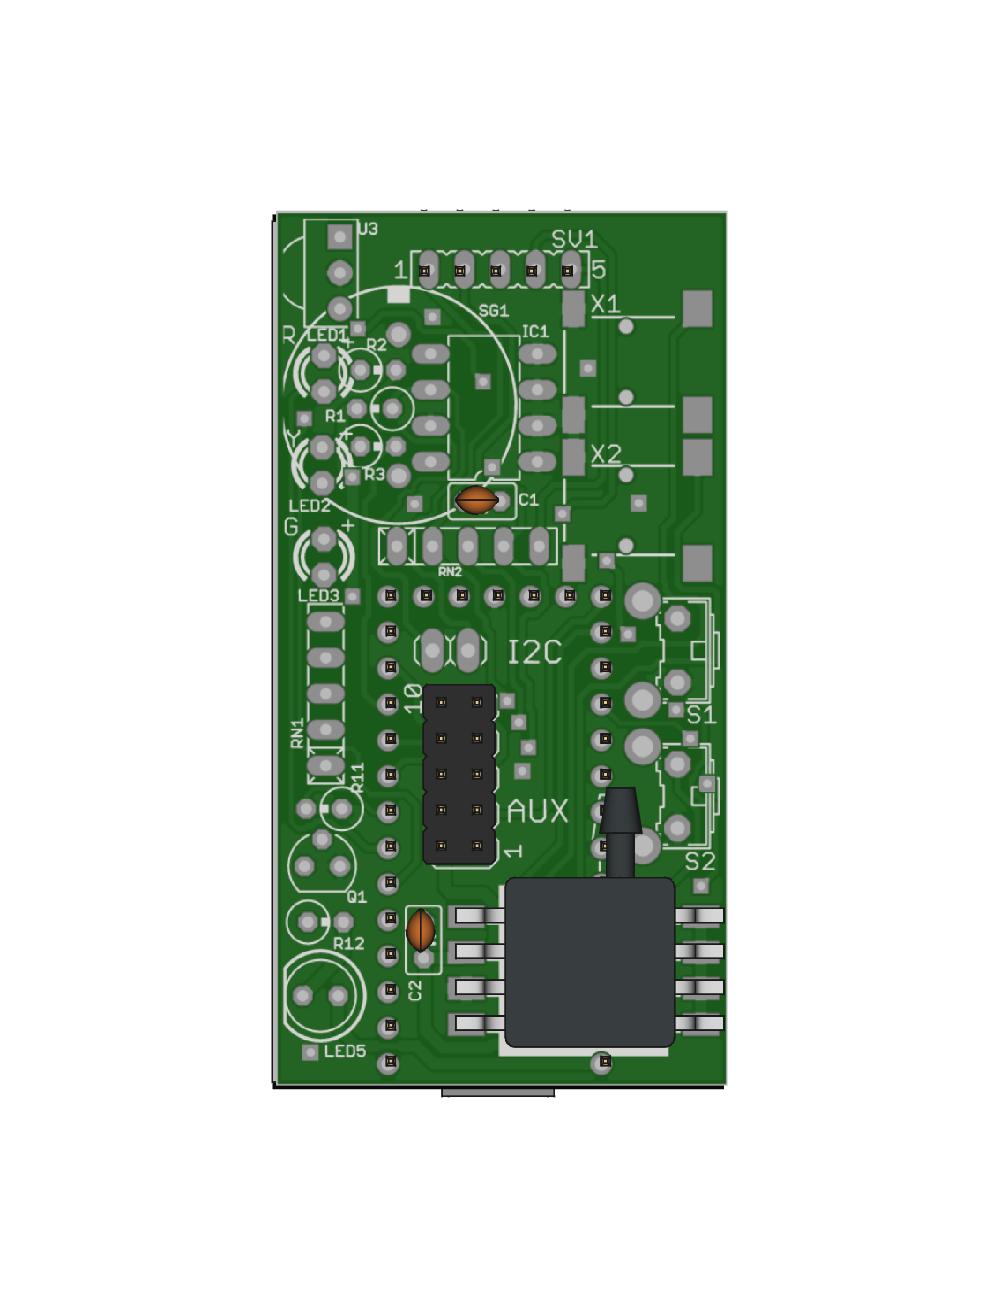 U3
SV1
1
5
SG1
X1
R
LED1
+
R2
IC1
R1
Y
+
X2
R3
LED2
C1
G
+
RN2
LED3
I2C
10
S1
RN1
R11
AUX
1
S2
Q1
R12
C2
LED5